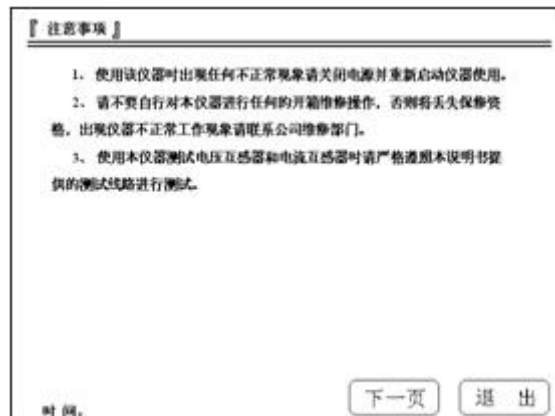 『 注意事项 』
1、 使用该仪器时出现任何不正常现象请关闭电源并重新启动仪器使用。
2、 请不要自行对本仪器进行任何的开箱维修操作，否则将丢失保修资
格，出现仪器不正常工作现象请联系公司维修部门。
3、 使用本仪器测试电压互感器和电流互感器时请严格遵照本说明书提
供的测试线路进行测试。
下一页 退 出
时 间，